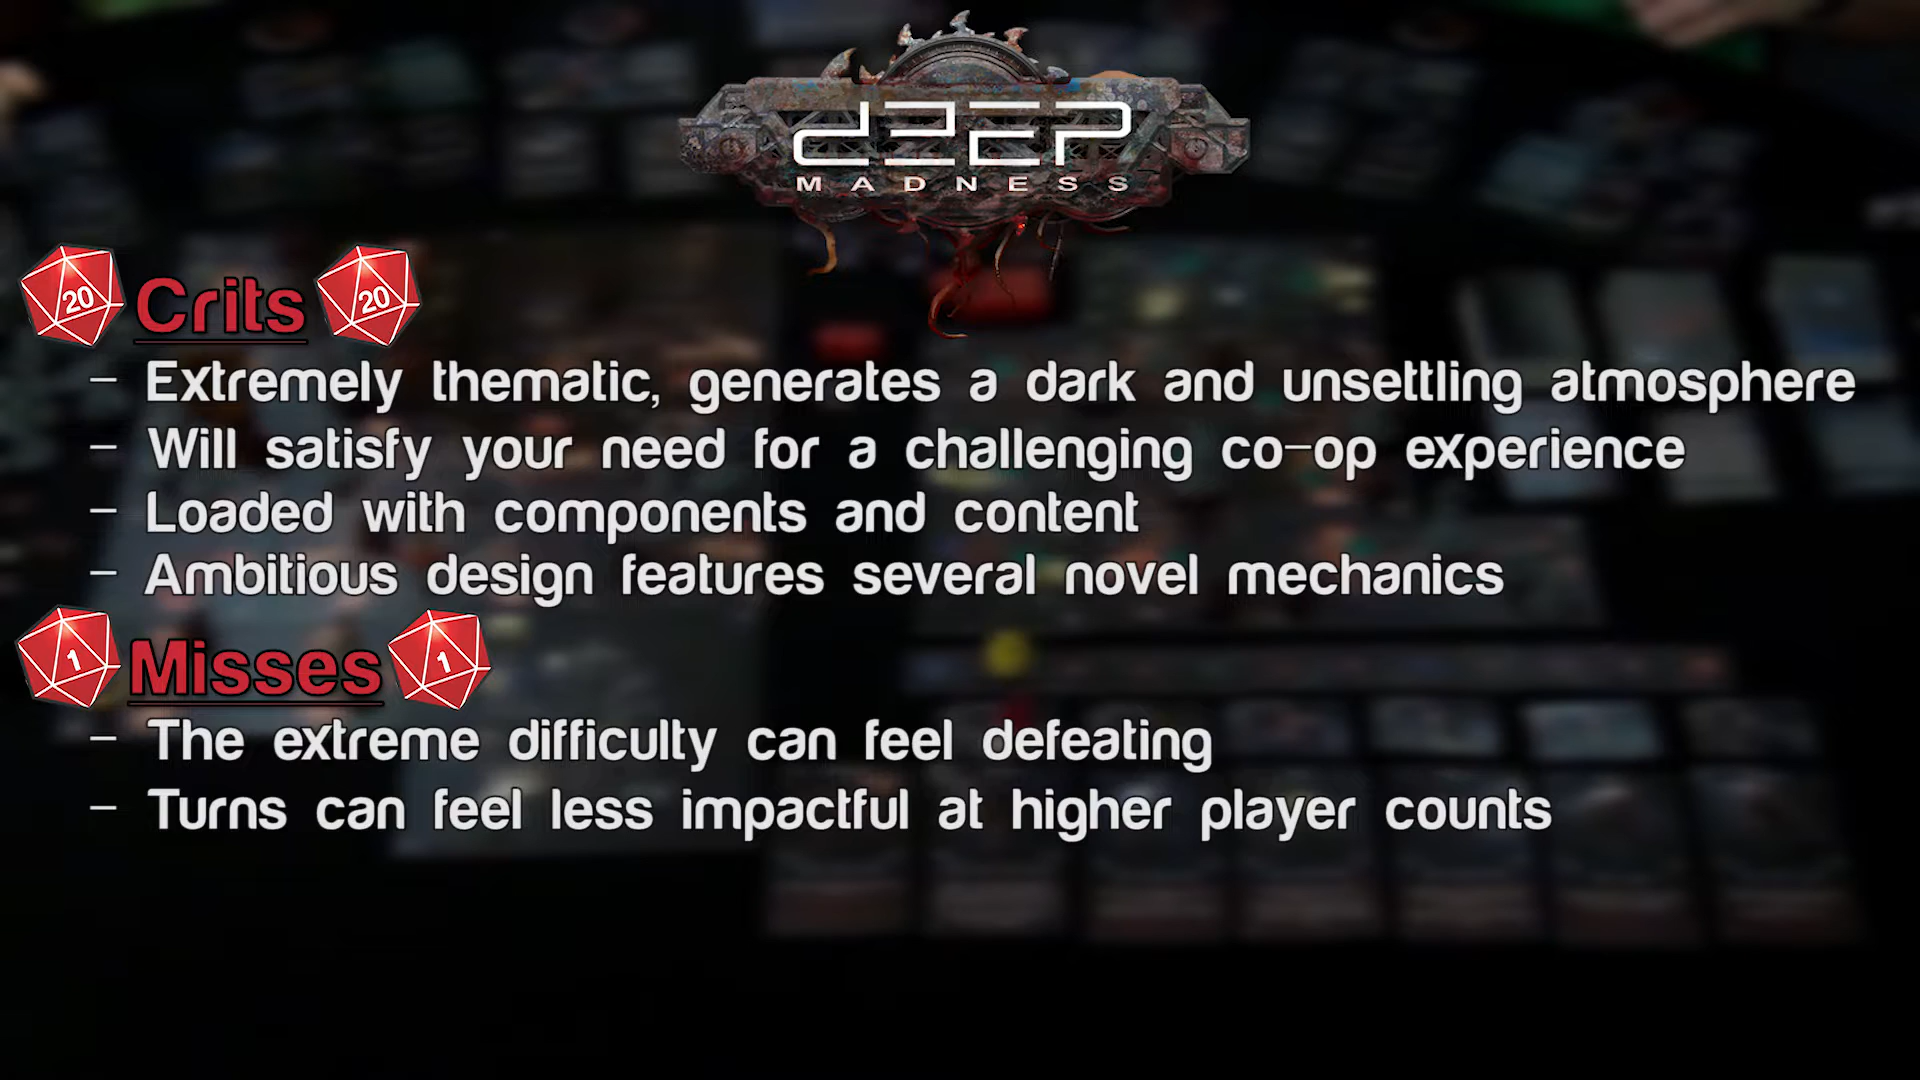 DEEP
MADNESS
20 Crits 20
- Extremely thematic, generates a dark and unsettling atmosphere
- Will satisfy your need for a challenging co-op experience
- Loaded with components and content
- Ambitious design features several novel mechanics
1 Misses 1
- The extreme difficulty can feel defeating
- Turns can feel less impactful at higher player counts